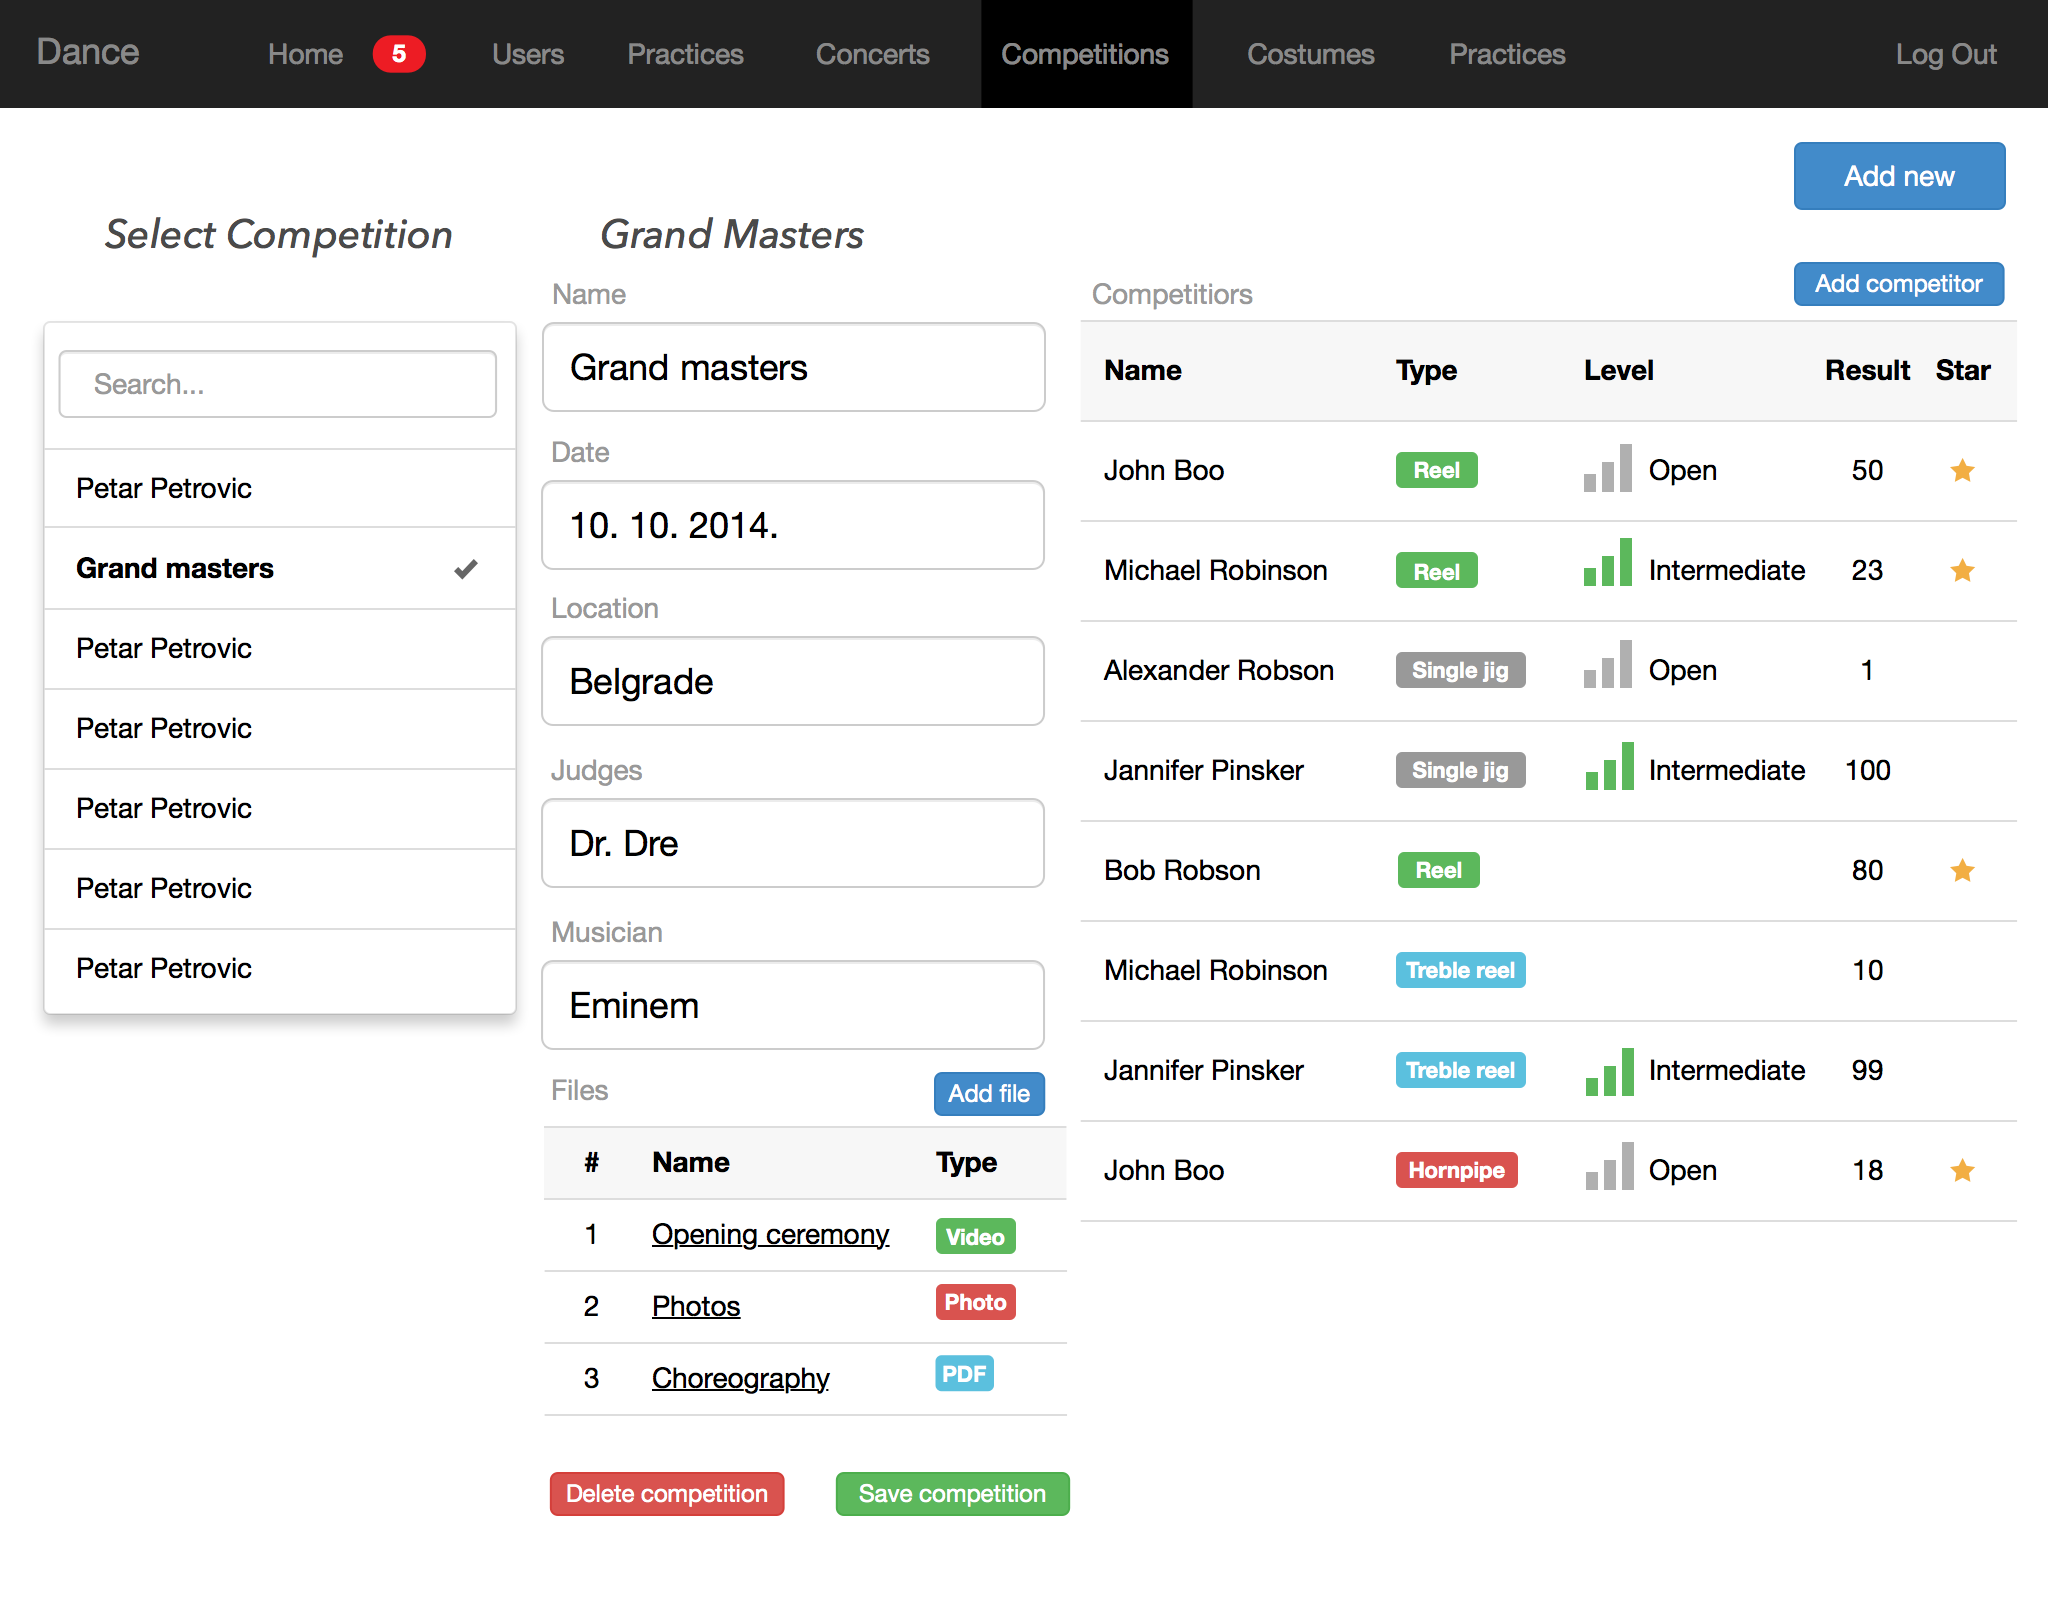 Dance Home 5 Users Practices Concerts Competitions Costumes Practices Log Out
Add new
Select Competition
Search...
Petar Petrovic
Grand masters
Petar Petrovic
Petar Petrovic
Petar Petrovic
Petar Petrovic
Petar Petrovic
Grand Masters
Name
Grand masters
Date
10. 10. 2014.
Location
Belgrade
Judges
Dr. Dre
Musician
Eminem
Files Add file
# Name Type
1 Opening ceremony Video
2 Photos Photo
3 Choreography PDF
Delete competition Save competition
Competitiors Add competitor
Name Type Level Result Star
John Boo Reel Open 50
Michael Robinson Reel Intermediate 23
Alexander Robson Single jig Open 1
Jannifer Pinsker Single jig Intermediate 100
Bob Robson Reel 80
Michael Robinson Treble reel 10
Jannifer Pinsker Treble reel Intermediate 99
John Boo Hornpipe Open 18